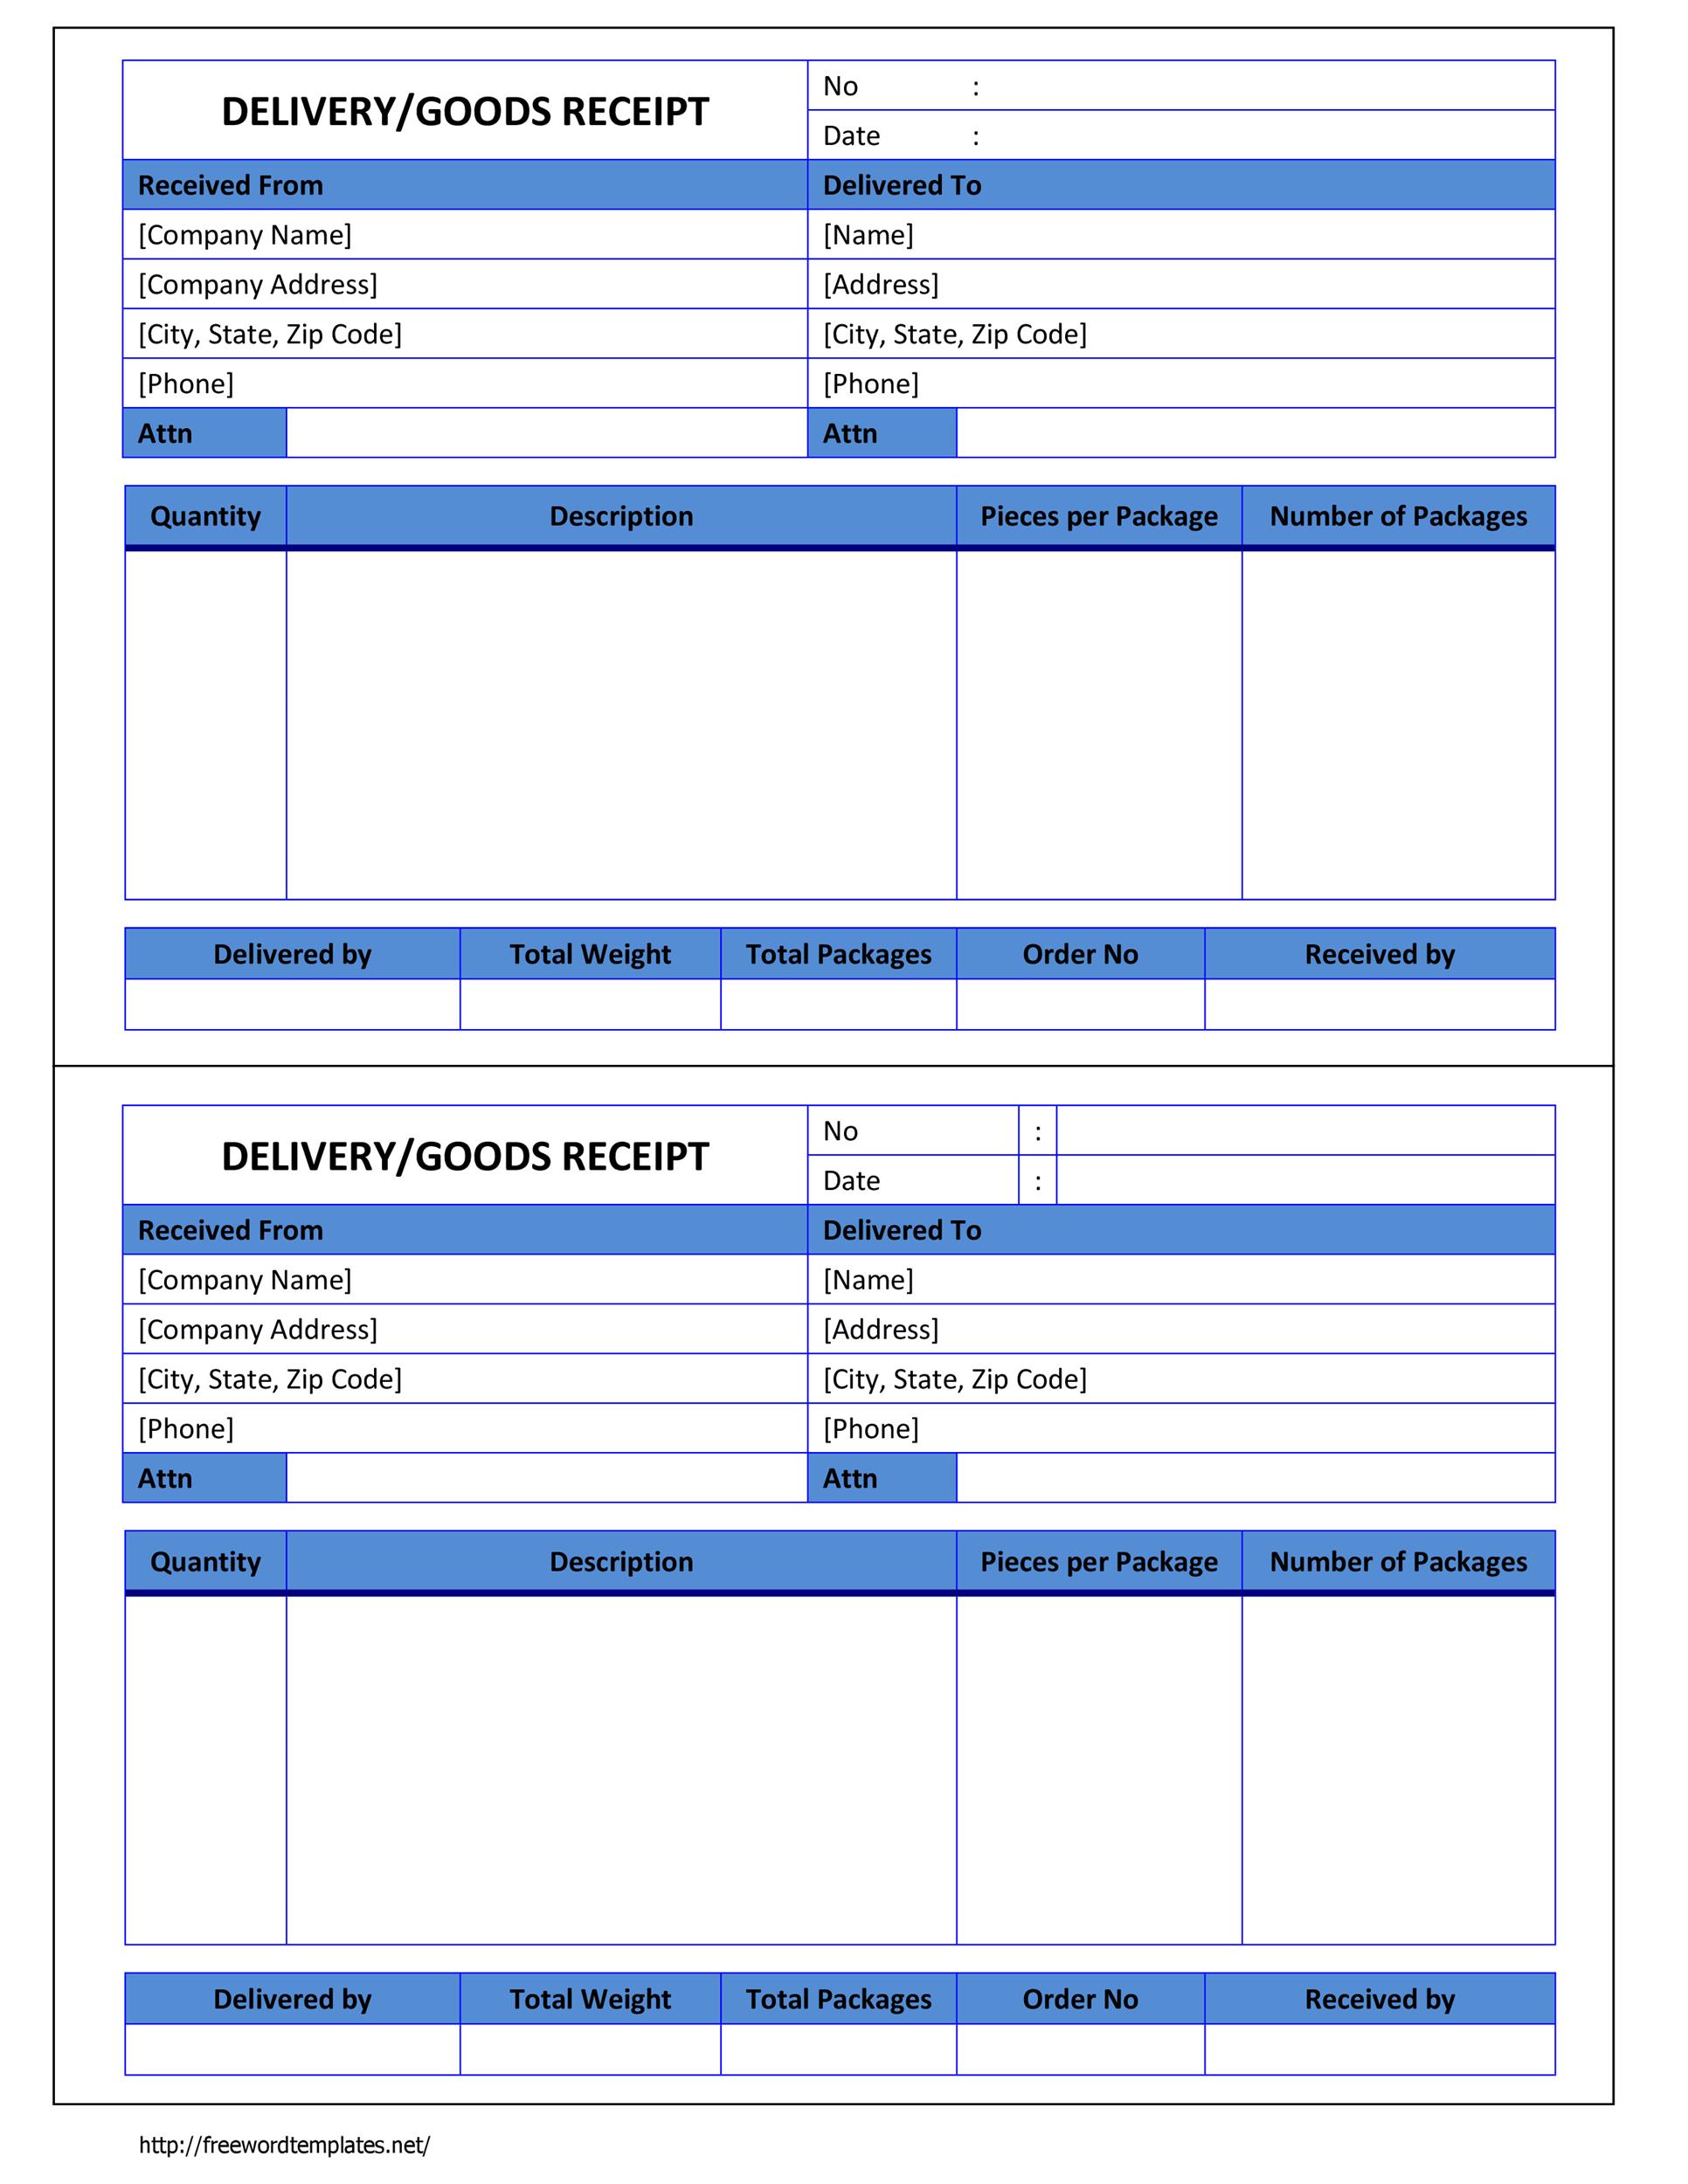 DELIVERY/GOODS RECEIPT
No :
Date :
Received From Delivered To
[Company Name] [Name]
[Company Address] [Address]
[City, State, Zip Code] [City, State, Zip Code]
[Phone] [Phone]
Attn Attn
Quantity Description Pieces per Package Number of Packages
Delivered by Total Weight Total Packages Order No Received by
DELIVERY/GOODS RECEIPT
No :
Date :
Received From Delivered To
[Company Name] [Name]
[Company Address] [Address]
[City, State, Zip Code] [City, State, Zip Code]
[Phone] [Phone]
Attn Attn
Quantity Description Pieces per Package Number of Packages
Delivered by Total Weight Total Packages Order No Received by
http://freewordtemplates.net/